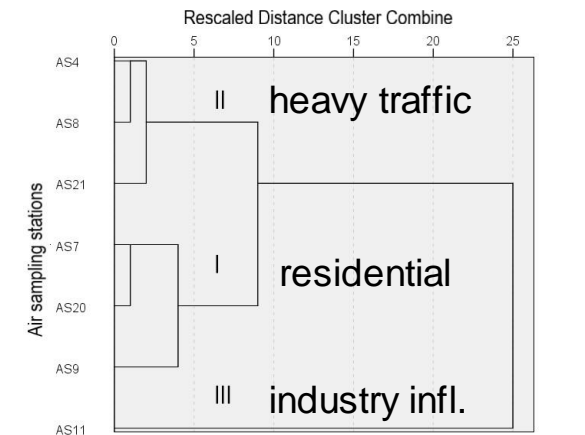 Rescaled Distance Cluster Combine
0 5 10 15 20 25
Air sampling stations
AS4
II heavy traffic
AS8
AS21
AS7
I residential
AS20
AS9
III industry infl.
AS11